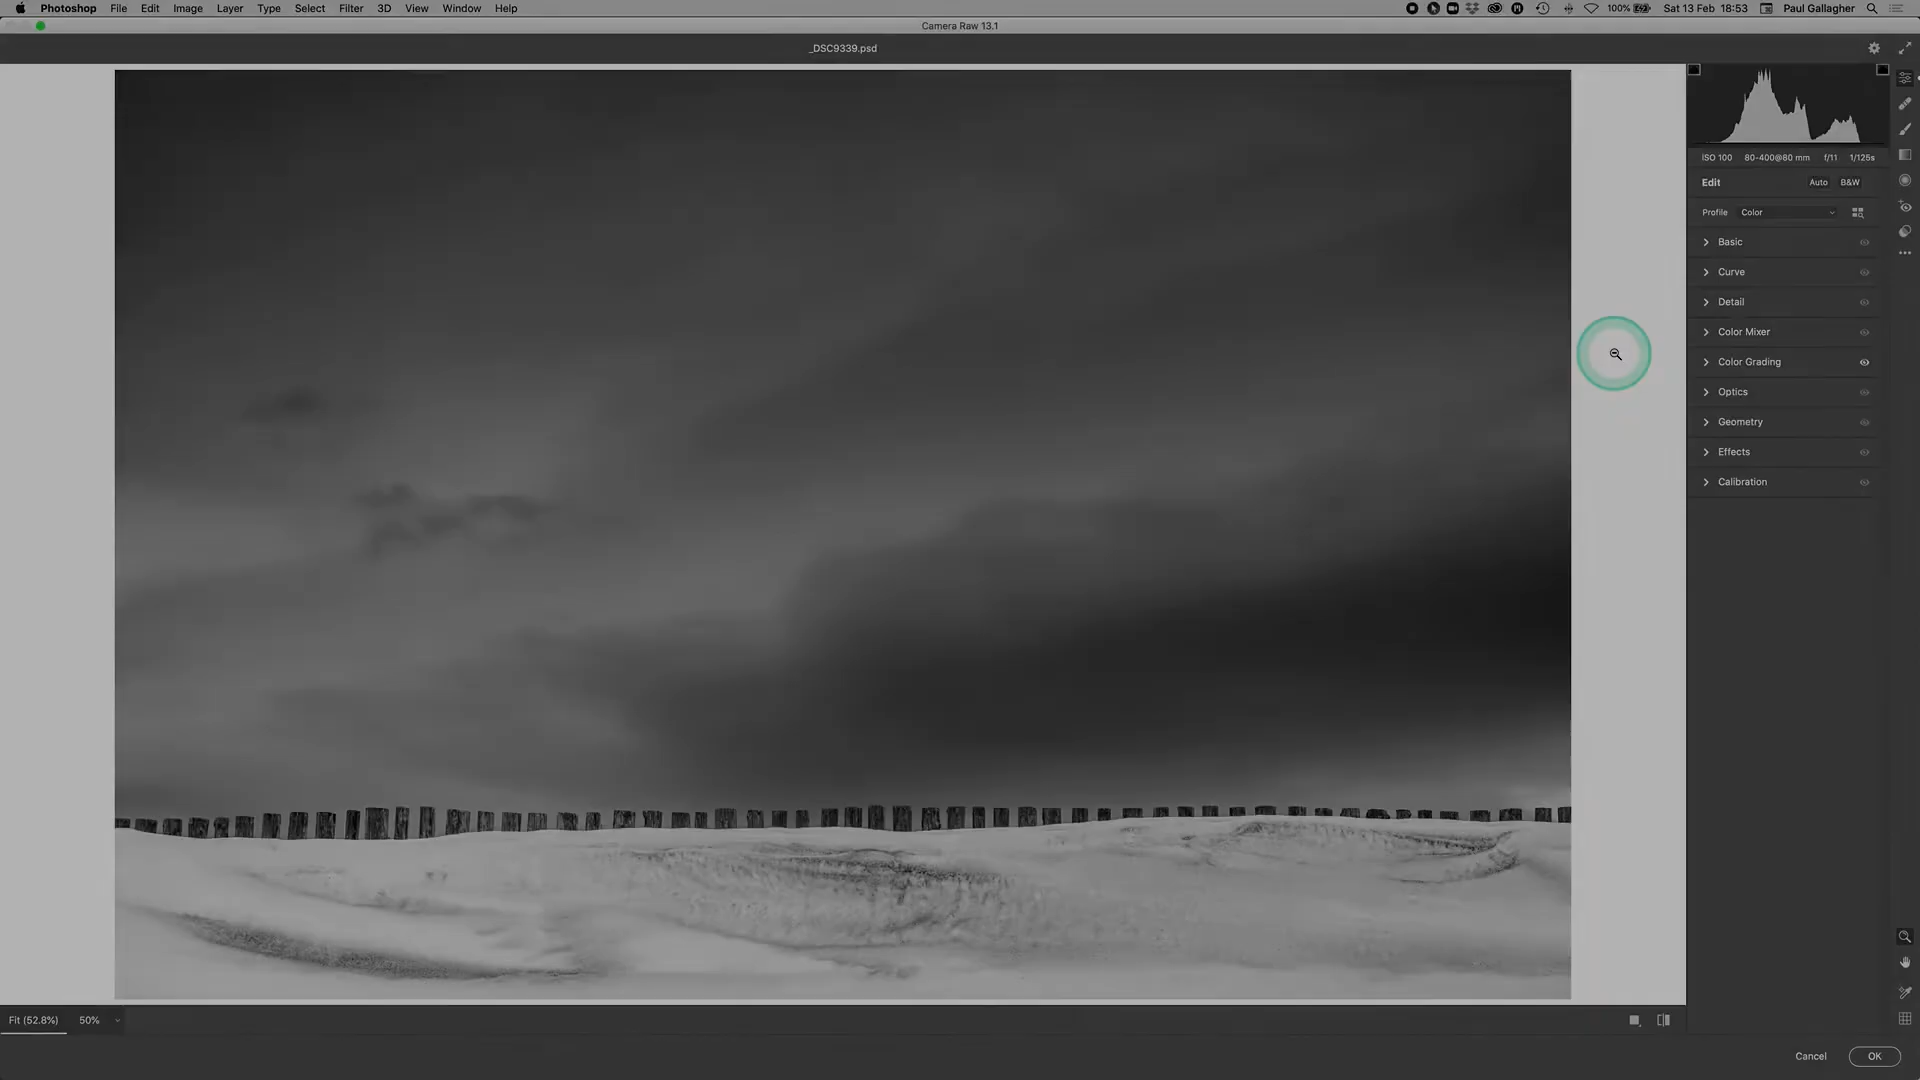 Photoshop File Edit Image Layer Type Select Filter 3D View Window Help 100% Sat 13 Feb 18:53 Paul Gallagher
Camera Raw 13.1
_DSC9339.psd
ISO 100 80-400@80 mm f/11 1/125s
Edit Auto B&W
Profile Color
Basic
Curve
Detail
Color Mixer
Color Grading
Optics
Geometry
Effects
Calibration
Fit (52.8%) 50%
Cancel OK